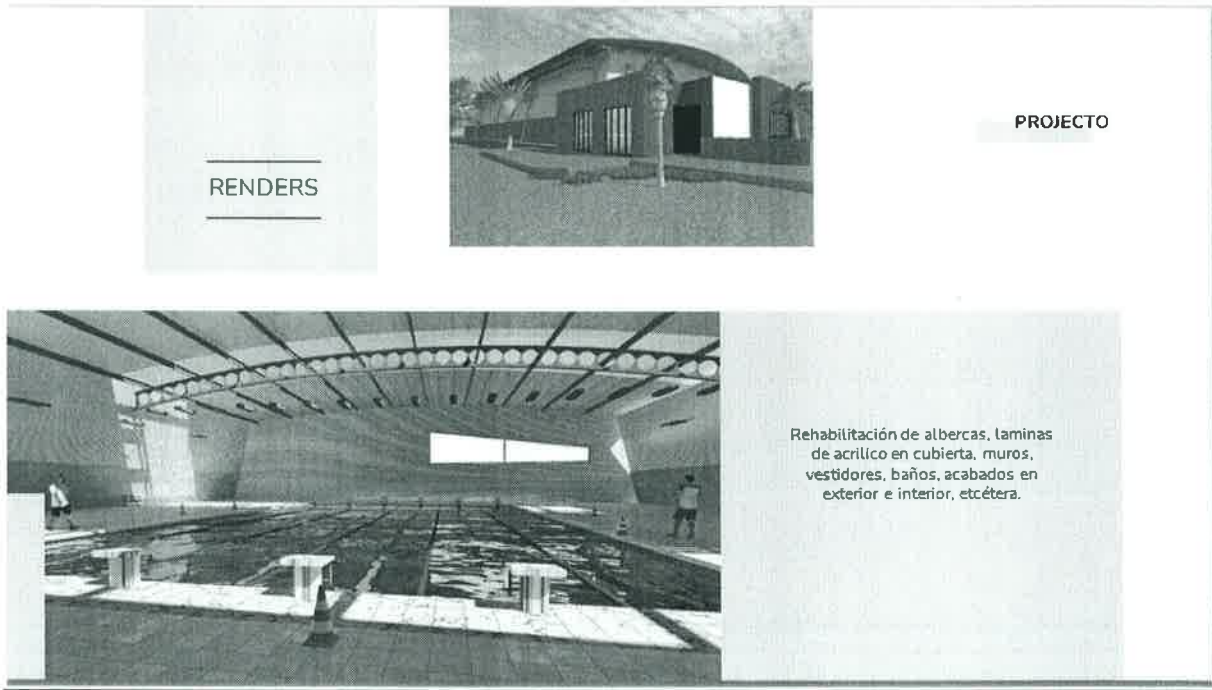 RENDERS
PROJECTO
Rehabilitación de albercas, laminas
de acrilico en cubierta, muros,
vestidores, baños, acabados en
exterior e interior, etcétera.